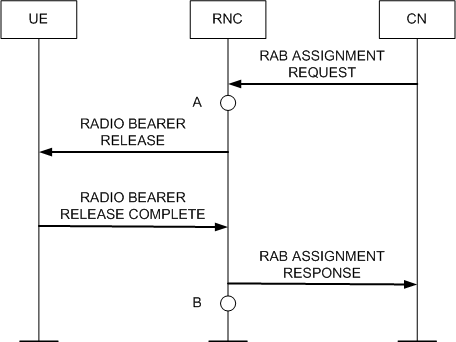 UE
RNC
CN
RAB ASSIGNMENT
REQUEST
A
RADIO BEARER
RELEASE
RADIO BEARER
RELEASE COMPLETE
RAB ASSIGNMENT
RESPONSE
B